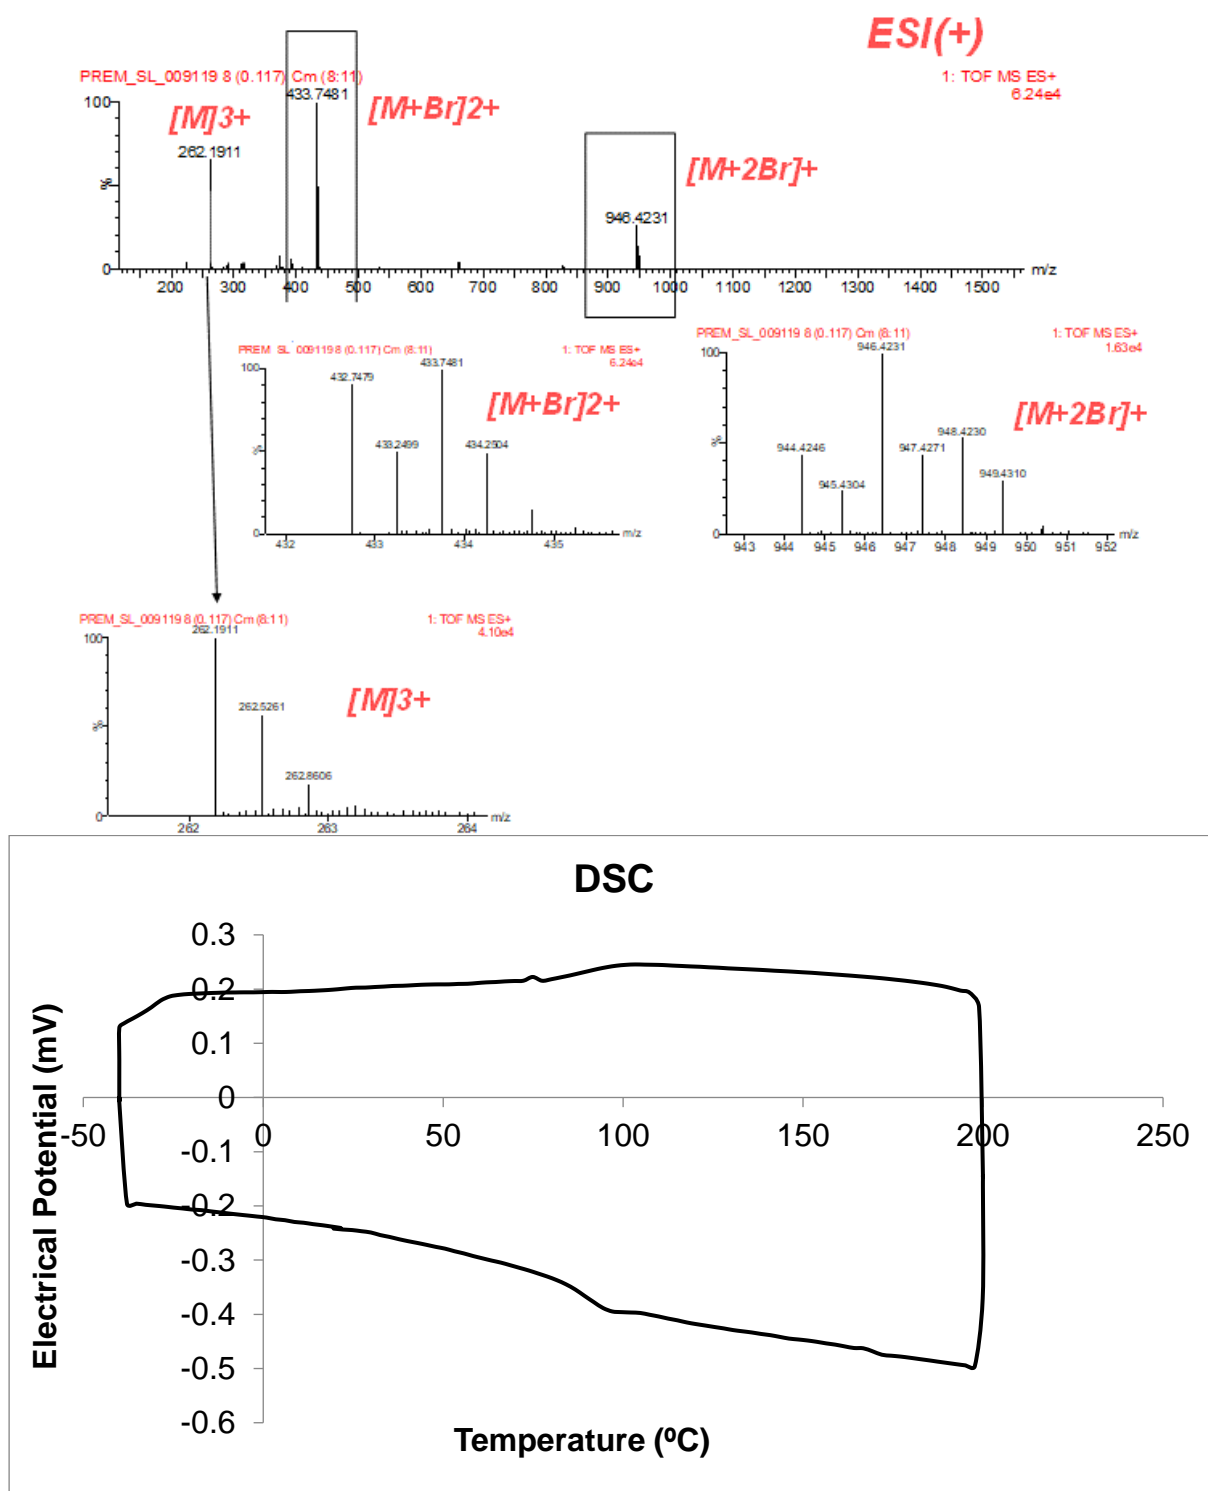 ESI(+)
PREM_SL_009119 8 (0.117) Cm (8:11)
1: TOF MS ES+
6.24e4
100
433.7481
[M+Br]2+
[M]3+
262.1911
[M+2Br]+
946.4231
%
0
200 300 400 500 600 700 800 900 1000 1100 1200 1300 1400 1500
m/z
PREM_SL_009119 8 (0.117) Cm (8:11)
1: TOF MS ES+
6.24e4
100
432.7479
433.7481
[M+Br]2+
433.2499
434.2504
%
0
432 433 434 435
m/z
PREM_SL_009119 8 (0.117) Cm (8:11)
1: TOF MS ES+
1.63e4
100
946.4231
[M+2Br]+
944.4246
947.4271
948.4230
945.4304
949.4310
%
0
943 944 945 946 947 948 949 950 951 952
m/z
PREM_SL_009119 8 (0.117) Cm (8:11)
1: TOF MS ES+
4.10e4
100
262.1911
[M]3+
262.5261
262.8606
%
0
262 263 264
m/z
DSC
0.3
0.2
0.1
0
-50 0 50 100 150 200 250
-0.1
-0.2
-0.3
-0.4
-0.5
-0.6
Electrical Potential (mV)
Temperature (ºC)